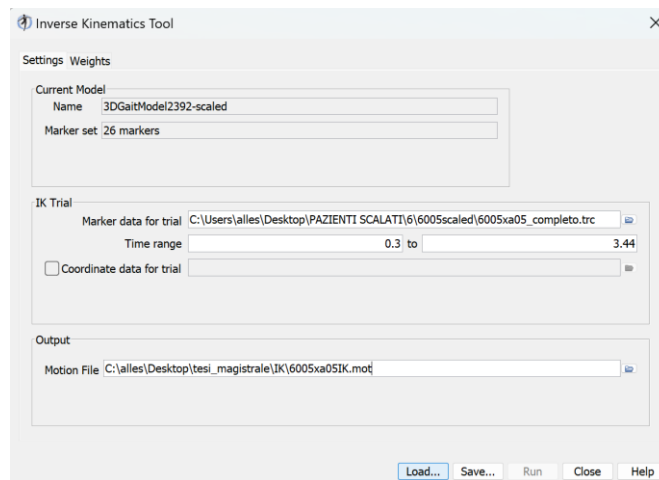 Inverse Kinematics Tool
Settings Weights
Current Model
Name 3DGaitModel2392-scaled
Marker set 26 markers
IK Trial
Marker data for trial C:\Users\alles\Desktop\PAZIENTI SCALATI\6\6005scaled\6005xa05_completo.trc
Time range 0.3 to 3.44
Coordinate data for trial
Output
Motion File C:\alles\Desktop\tesi_magistrale\IK\6005xa05IK.mot
Load... Save... Run Close Help